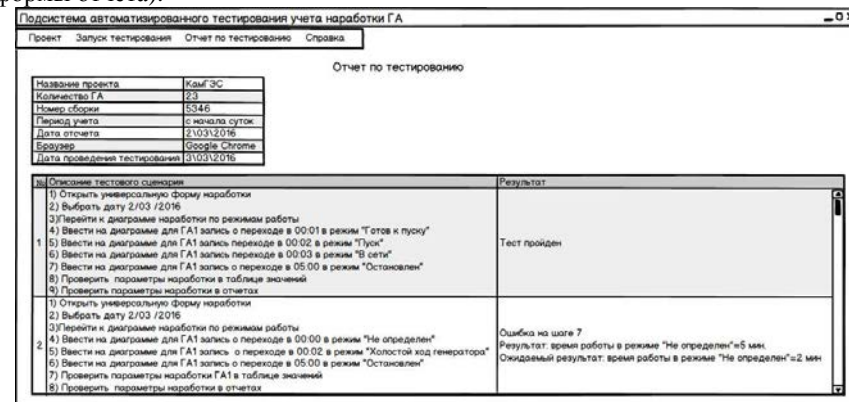 формы отчета).
Подсистема автоматизированного тестирования учета наработки ГА
Проект Запуск тестирования Отчет по тестированию Справка
Отчет по тестированию
Название проекта КамГЭС
Количество ГА 23
Номер сборки 5346
Период учета с начала суток
Дата отсчета 2\03\2016
Браузер Google Chrome
Дата проведения тестирования 3\03\2016
№ Описание тестового сценария Результат
1) Открыть универсальную форму наработки
2) Выбрать дату 2/03 /2016
3)Перейти к диаграмме наработки по режимам работы
4) Ввести на диаграмме для ГА1 запись о переходе в 00:01 в режим "Готов к пуску"
1 5) Ввести на диаграмме для ГА1 запись переходе в 00:02 в режим "Пуск" Тест пройден
6) Ввести на диаграмме для ГА1 запись переходе в 00:03 в режим "В сети"
7) Ввести на диаграмме для ГА1 запись о переходе в 05:00 в режим "Остановлен"
8) Проверить параметры наработки в таблице значений
9) Проверить параметры наработки в отчетах
1) Открыть универсальную форму наработки
2) Выбрать дату 2/03 /2016
3)Перейти к диаграмме наработки по режимам работы
4) Ввести на диаграмме для ГА1 запись о переходе в 00:00 в режим "Не определен" Ошибка на шаге 7
2 5) Ввести на диаграмме для ГА1 запись о переходе в 00:02 в режим "Холостой ход генератора" Результат: время работы в режиме "Не определен"=5 мин.
6) Ввести на диаграмме для ГА1 запись о переходе в 05:00 в режим "Остановлен" Ожидаемый результат: время работы в режиме "Не определен"=2 мин
7) Проверить параметры наработки ГА1 в таблице значений
8) Проверить параметры наработки в отчетах